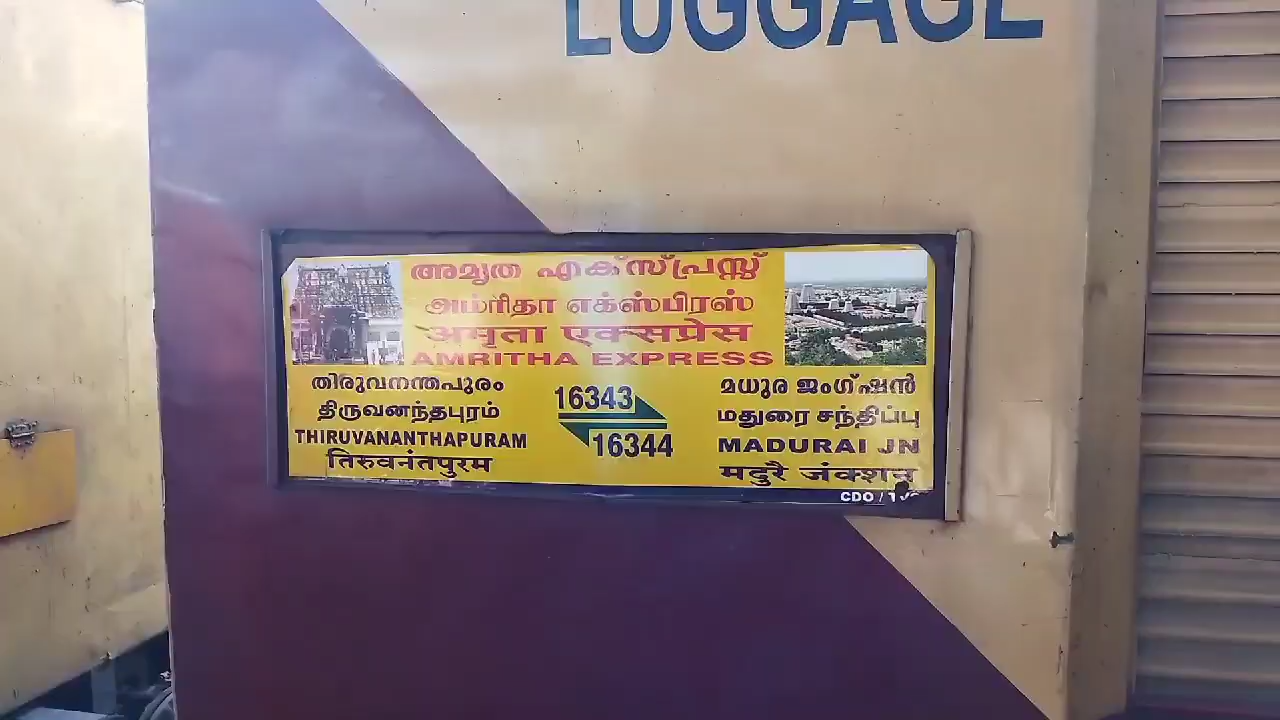 LUGGAGE
അമൃത എക്സ്പ്രസ്സ്
அம்ரிதா எக்ஸ்பிரஸ்
अमृता एक्सप्रेस
AMRITHA EXPRESS
തിരുവനന്തപുരം
திருவனந்தபுரம்
THIRUVANANTHAPURAM
तिरुवनंतपुरम
16343
16344
മധുര ജംഗ്ഷൻ
மதுரை சந்திப்பு
MADURAI JN
मदुरै जंक्शन
CDO /